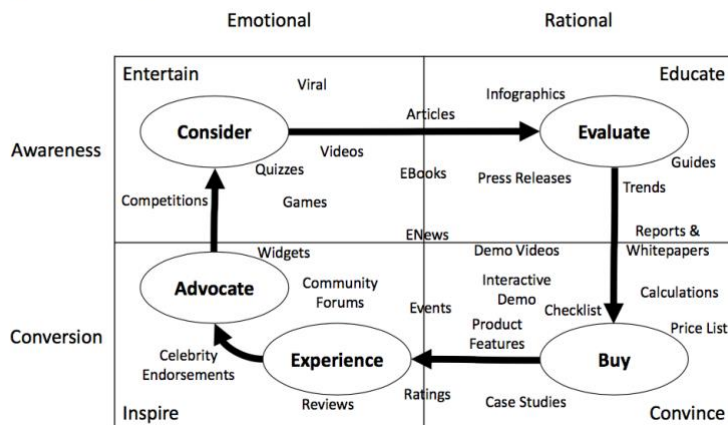 Emotional
Rational
Entertain
Educate
Viral
Infographics
Consider
Articles
Evaluate
Awareness
Videos
Quizzes
Guides
EBooks
Press Releases
Trends
Competitions
Games
ENews
Reports &
Whitepapers
Widgets
Demo Videos
Advocate
Community
Forums
Interactive
Demo
Calculations
Events
Checklist
Conversion
Product
Features
Price List
Celebrity
Endorsements
Experience
Buy
Reviews
Ratings
Case Studies
Inspire
Convince